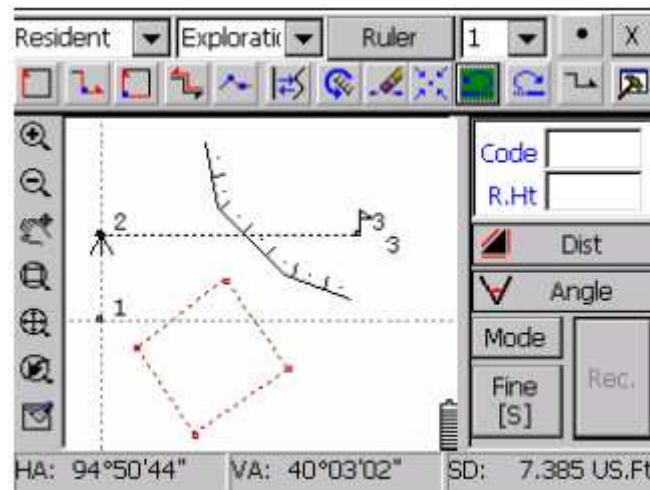 Resident Exploratic Ruler 1 X
Code
R.Ht
2
3
3
Dist
1
Angle
Mode
Fine
[S]
Rec.
HA: 94°50'44" VA: 40°03'02" SD: 7.385 US.Ft